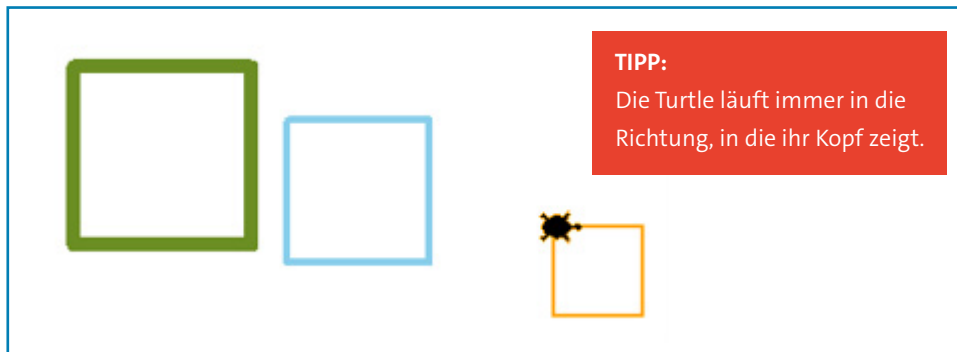 TIPP:
Die Turtle läuft immer in die
Richtung, in die ihr Kopf zeigt.